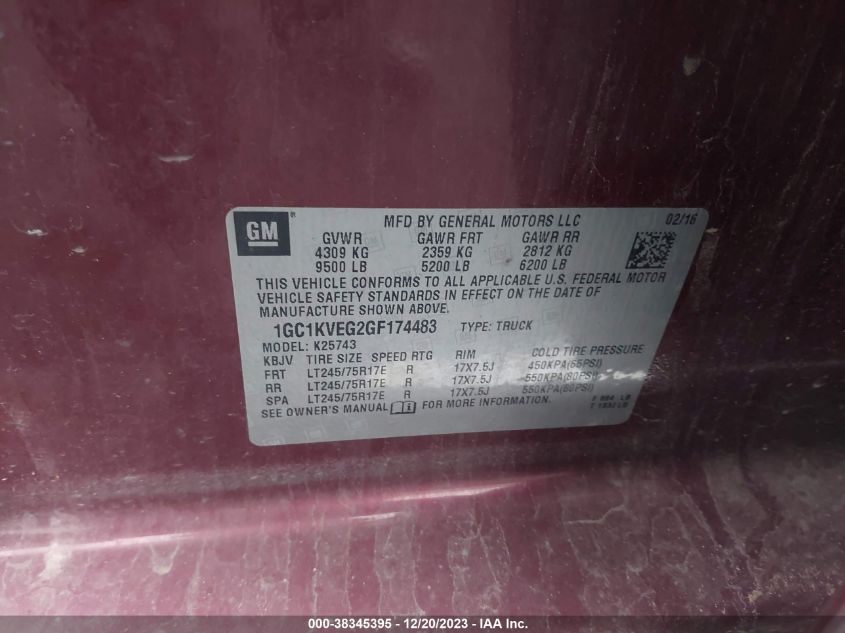 GM® MFD BY GENERAL MOTORS LLC 02/16
GVWR GAWR FRT GAWR RR
4309 KG 2359 KG 2812 KG
9500 LB 5200 LB 6200 LB
THIS VEHICLE CONFORMS TO ALL APPLICABLE U.S. FEDERAL MOTOR
VEHICLE SAFETY STANDARDS IN EFFECT ON THE DATE OF
MANUFACTURE SHOWN ABOVE.
1GC1KVEG2GF174483 TYPE: TRUCK
MODEL: K25743
KBJV TIRE SIZE SPEED RTG RIM COLD TIRE PRESSURE
FRT LT245/75R17E R 17X7.5J 450KPA(65PSI)
RR LT245/75R17E R 17X7.5J 550KPA(80PSI)
SPA LT245/75R17E R 17X7.5J 550KPA(80PSI)
SEE OWNER'S MANUAL FOR MORE INFORMATION.
000-38345395 - 12/20/2023 - IAA Inc.